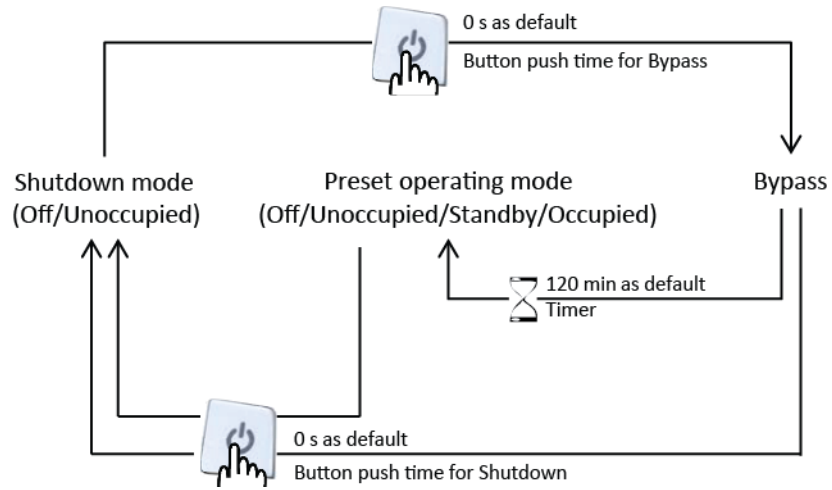 0 s as default
Button push time for Bypass
Shutdown mode
(Off/Unoccupied)
Preset operating mode
(Off/Unoccupied/Standby/Occupied)
Bypass
120 min as default
Timer
0 s as default
Button push time for Shutdown